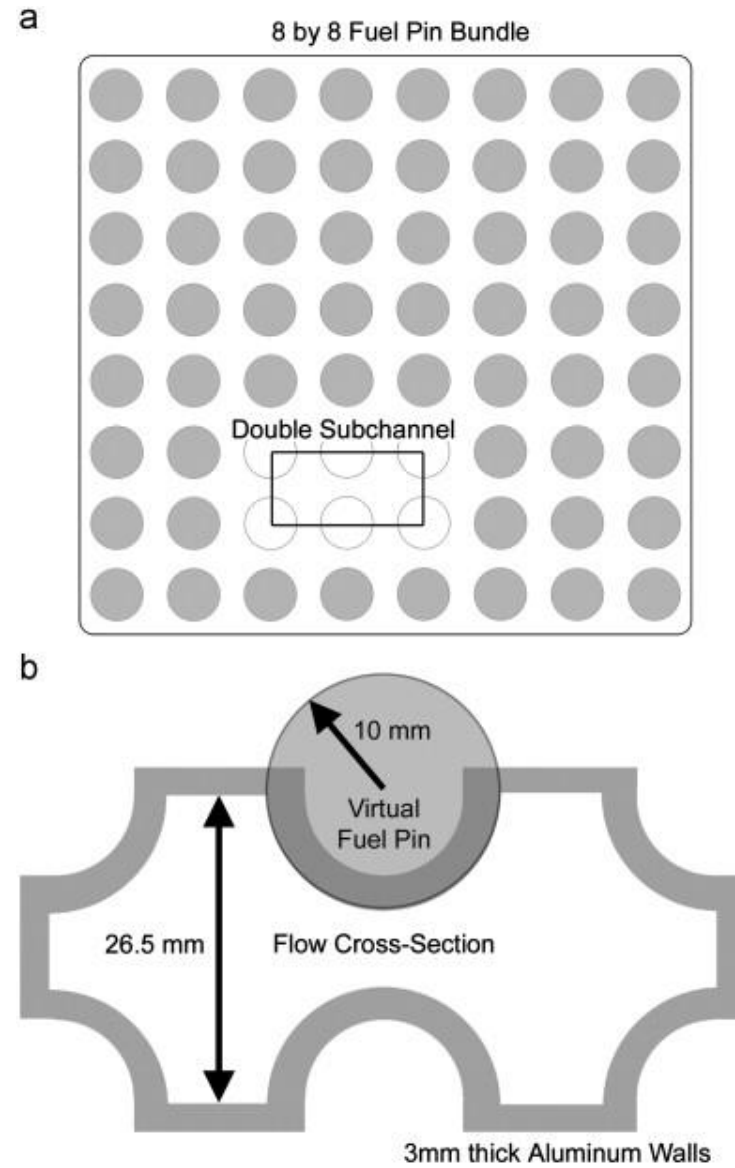 a
8 by 8 Fuel Pin Bundle
Double Subchannel
b
10 mm
Virtual
Fuel Pin
26.5 mm
Flow Cross-Section
3mm thick Aluminum Walls